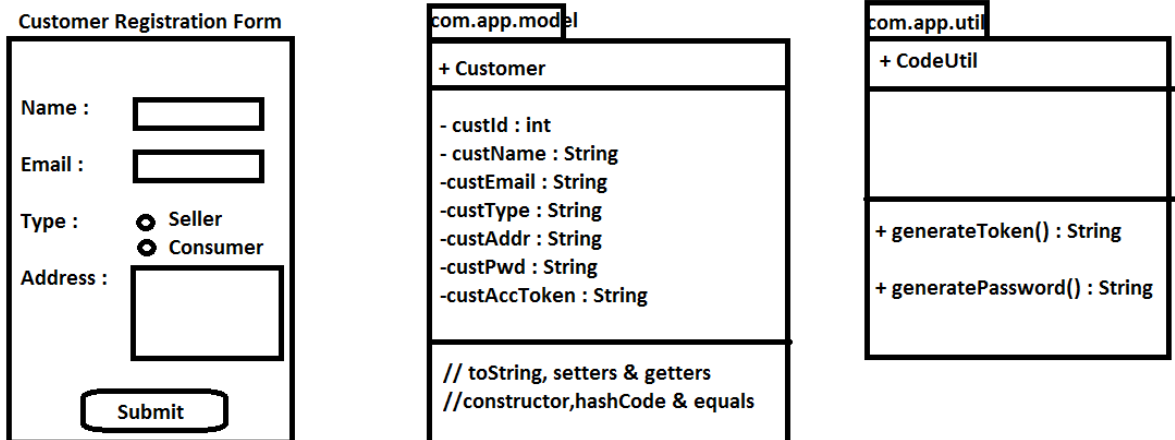 Customer Registration Form
Name :
Email :
Type :
Seller
Consumer
Address :
Submit
com.app.model
+ Customer
- custId : int
- custName : String
-custEmail : String
-custType : String
-custAddr : String
-custPwd : String
-custAccToken : String
// toString, setters & getters
//constructor,hashCode & equals
com.app.util
+ CodeUtil
+ generateToken() : String
+ generatePassword() : String